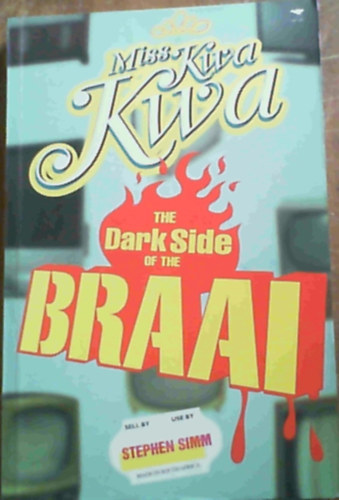 Miss Kwa
Kwa
THE
Dark Side
OF THE
BRAAI
SELL BY USE BY
STEPHEN SIMM